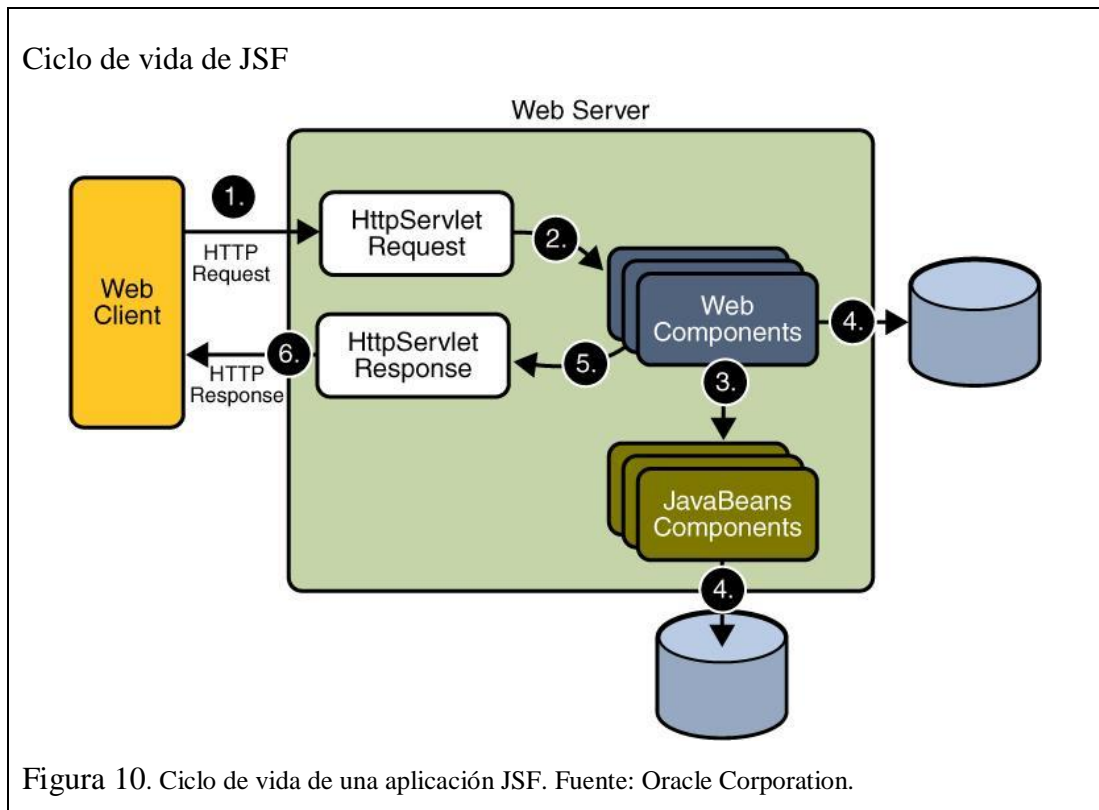 Ciclo de vida de JSF
Web Server
Web
Client
1.
HTTP
Request
HttpServlet
Request
2.
Web
Components
4.
HttpServlet
Response
5.
6.
HTTP
Response
3.
JavaBeans
Components
4.
Figura 10. Ciclo de vida de una aplicación JSF. Fuente: Oracle Corporation.